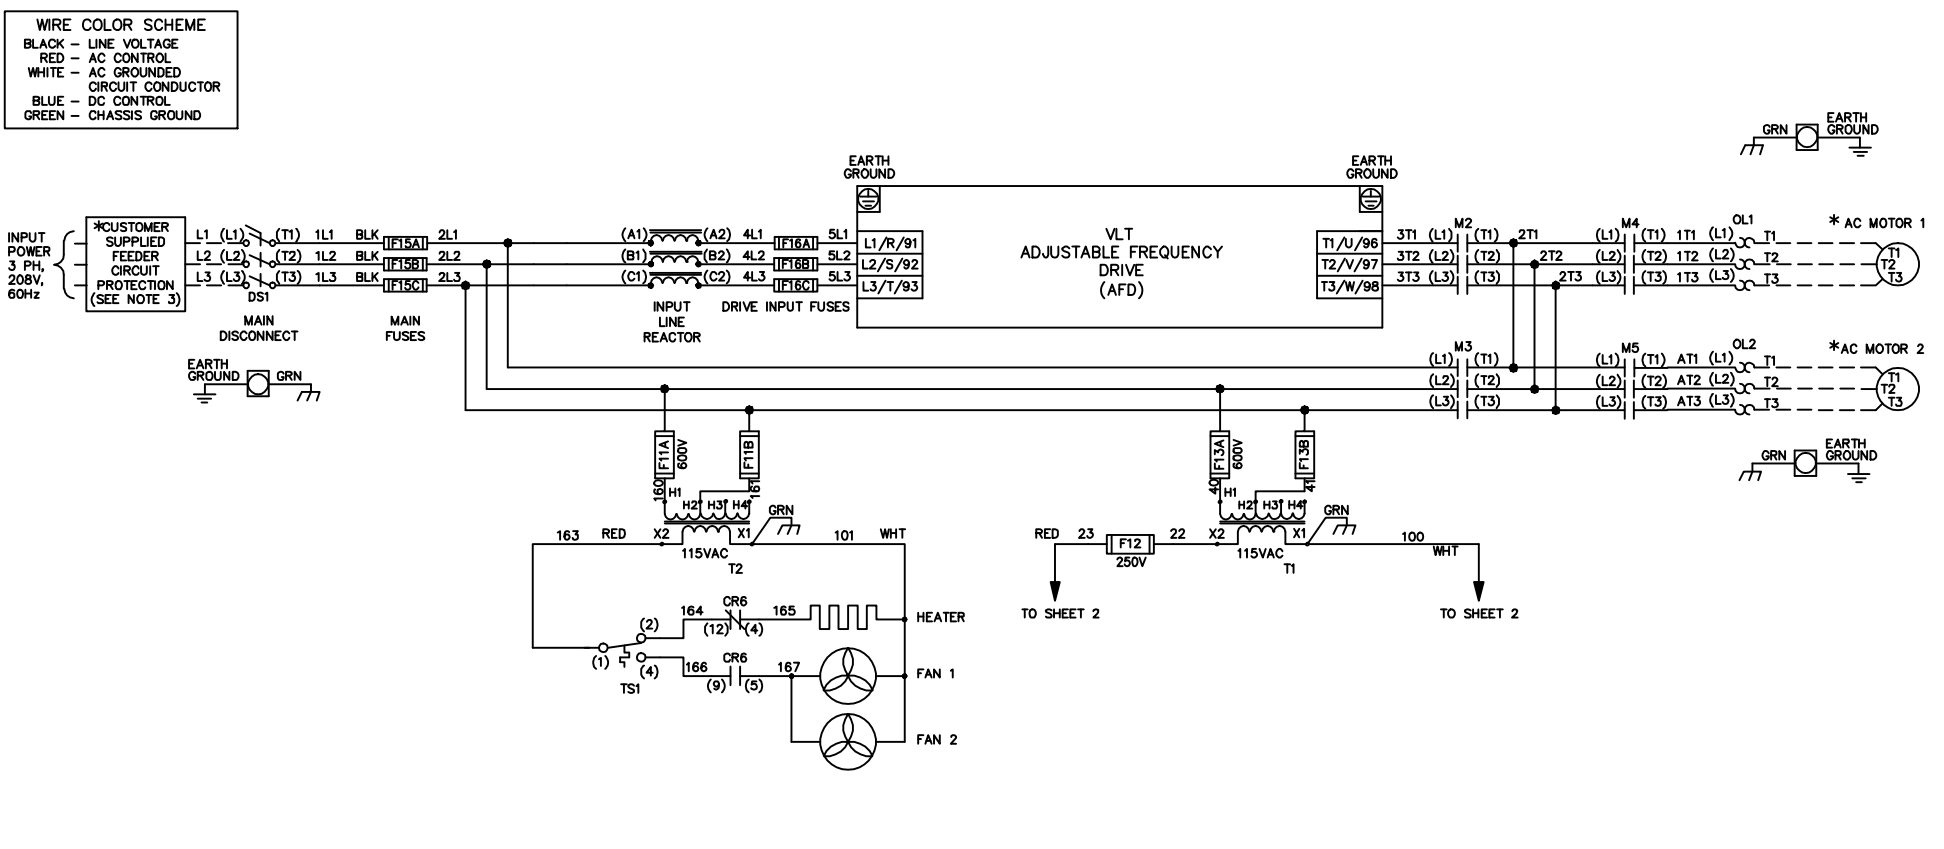 WIRE COLOR SCHEME
BLACK – LINE VOLTAGE
RED – AC CONTROL
WHITE – AC GROUNDED
CIRCUIT CONDUCTOR
BLUE – DC CONTROL
GREEN – CHASSIS GROUND
GRN
EARTH
GROUND
EARTH
GROUND
EARTH
GROUND
INPUT
POWER
3 PH,
208V,
60Hz
*CUSTOMER
SUPPLIED
FEEDER
CIRCUIT
PROTECTION
(SEE NOTE 3)
L1 (L1) (T1) 1L1 BLK F15A 2L1 (A1) (A2) 4L1 F16A 5L1 L1/R/91
L2 (L2) (T2) 1L2 BLK F15B 2L2 (B1) (B2) 4L2 F16B 5L2 L2/S/92
L3 (L3) (T3) 1L3 BLK F15C 2L3 (C1) (C2) 4L3 F16C 5L3 L3/T/93
DS1
MAIN
DISCONNECT
MAIN
FUSES
INPUT
LINE
REACTOR
DRIVE INPUT FUSES
VLT
ADJUSTABLE FREQUENCY
DRIVE
(AFD)
M2 M4 OL1 * AC MOTOR 1
T1/U/96 3T1 (L1) (T1) 2T1 (L1) (T1) 1T1 (L1) T1 T1
T2/V/97 3T2 (L2) (T2) 2T2 (L2) (T2) 1T2 (L2) T2 T2
T3/W/98 3T3 (L3) (T3) 2T3 (L3) (T3) 1T3 (L3) T3 T3
EARTH
GROUND
GRN
M3 M5 OL2 *AC MOTOR 2
(L1) (T1) (L1) (T1) AT1 (L1) T1 T1
(L2) (T2) (L2) (T2) AT2 (L2) T2 T2
(L3) (T3) (L3) (T3) AT3 (L3) T3 T3
GRN
EARTH
GROUND
F11A
600V
F11B
160
161
H1 H2 H3 H4
GRN
163 RED X2 X1 101 WHT
115VAC
T2
F13A
600V
F13B
40
41
H1 H2 H3 H4
GRN
RED 23 F12 22 X2 X1 100 WHT
250V
115VAC
T1
TO SHEET 2
TO SHEET 2
164 CR6 165 HEATER
(12) (4)
(2)
(1)
(4)
TS1
166 CR6 167 FAN 1
(9) (5)
FAN 2